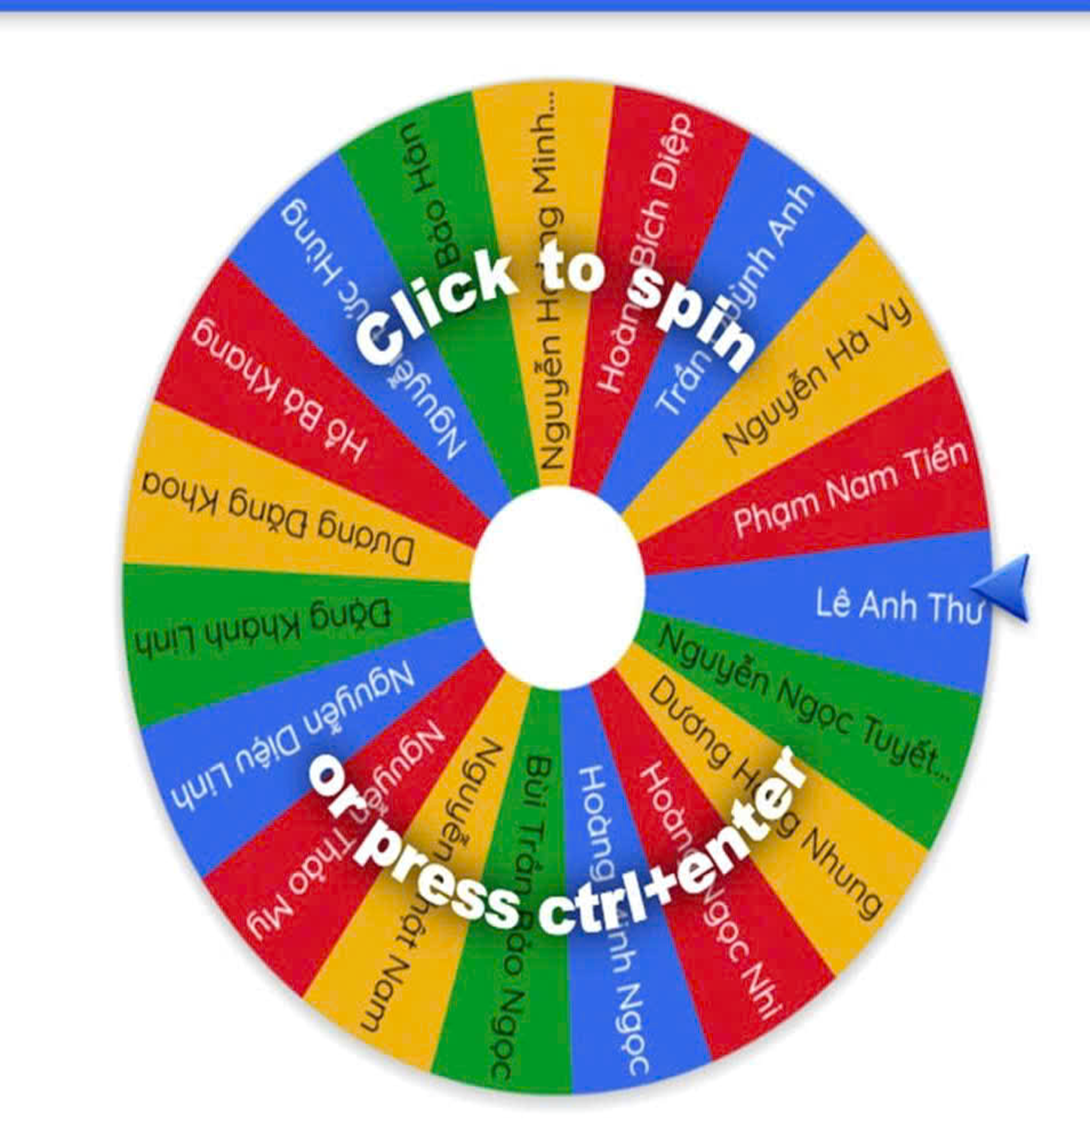 Click to spin
or press ctrl+enter
Nguyễn Hoàng Minh...
Hoàng Bích Diệp
Trần Quỳnh Anh
Nguyễn Hà Vy
Phạm Nam Tiến
Lê Anh Thư
Nguyễn Ngọc Tuyết...
Dương Hồng Nhung
Hoàng Ngọc Nhi
Hoàng Minh Ngọc
Bùi Trần Bảo Ngọc
Nguyễn Nhật Nam
Nguyễn Thảo My
Nguyễn Diệu Linh
Đặng Khánh Linh
Dương Đăng Khoa
Hồ Bá Khang
Nguyễn Đức Hùng
Bảo Hân